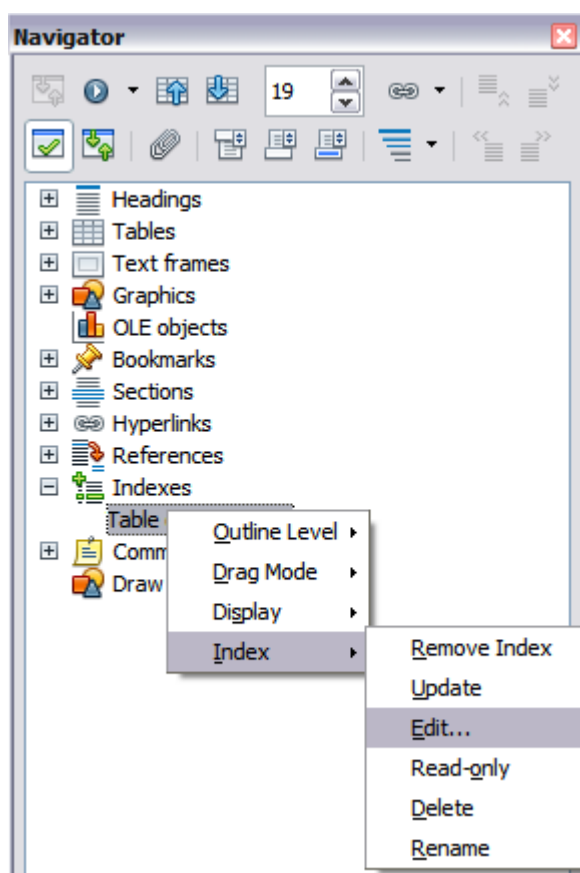 Navigator
19
Headings
Tables
Text frames
Graphics
OLE objects
Bookmarks
Sections
Hyperlinks
References
Indexes
Table
Comm
Draw
Outline Level
Drag Mode
Display
Index
Remove Index
Update
Edit...
Read-only
Delete
Rename